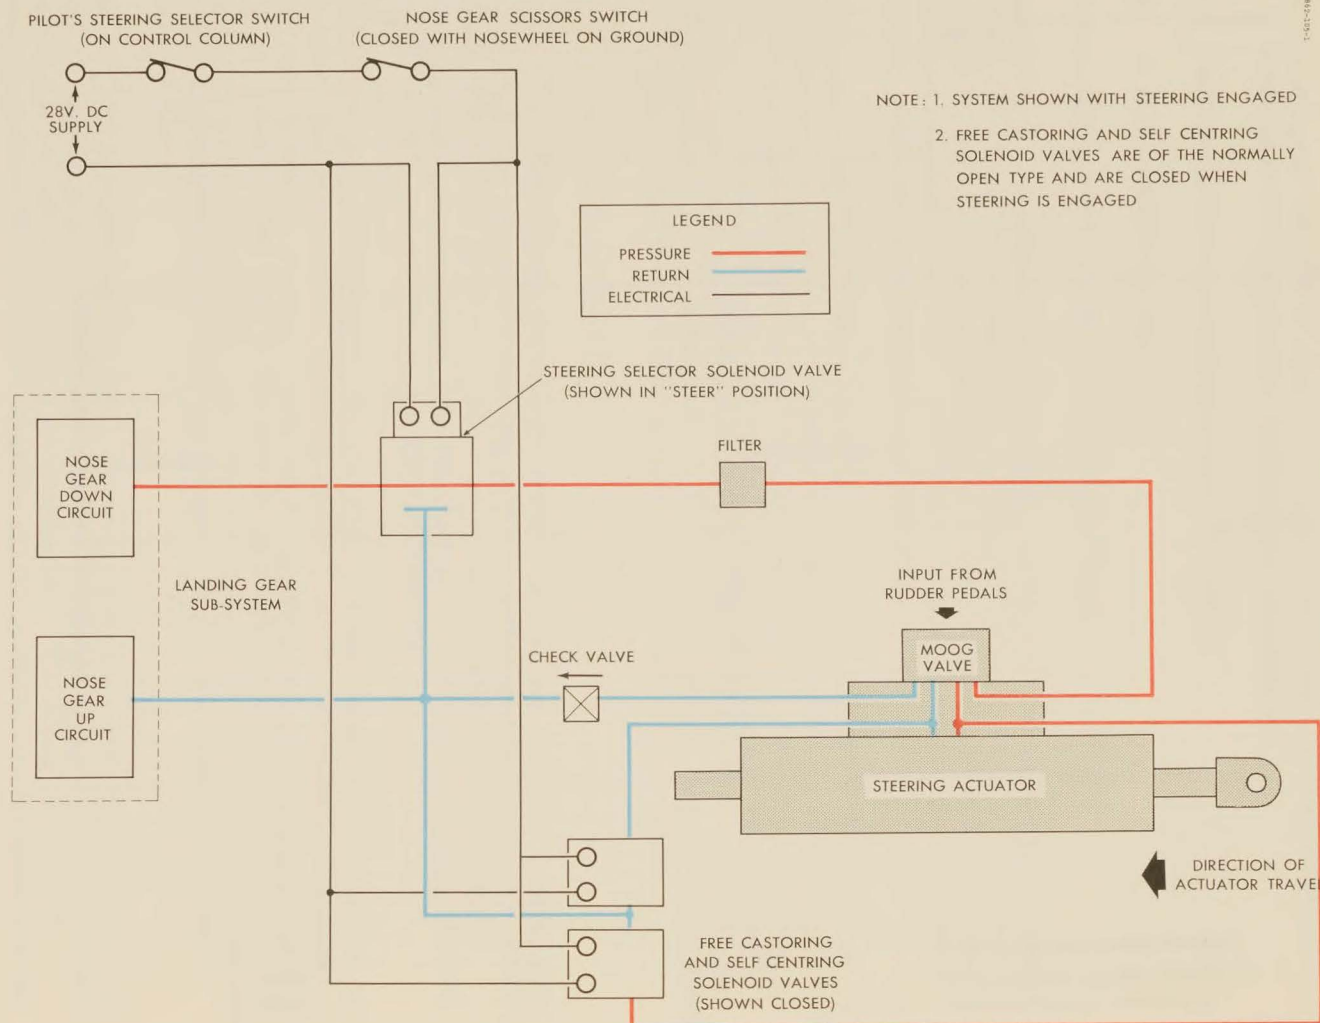 PILOT'S STEERING SELECTOR SWITCH
(ON CONTROL COLUMN)
NOSE GEAR SCISSORS SWITCH
(CLOSED WITH NOSEWHEEL ON GROUND)
28V. DC
SUPPLY
NOTE: 1. SYSTEM SHOWN WITH STEERING ENGAGED
2. FREE CASTORING AND SELF CENTRING
SOLENOID VALVES ARE OF THE NORMALLY
OPEN TYPE AND ARE CLOSED WHEN
STEERING IS ENGAGED
LEGEND
PRESSURE
RETURN
ELECTRICAL
STEERING SELECTOR SOLENOID VALVE
(SHOWN IN "STEER" POSITION)
FILTER
NOSE
GEAR
DOWN
CIRCUIT
LANDING GEAR
SUB-SYSTEM
INPUT FROM
RUDDER PEDALS
MOOG
VALVE
CHECK VALVE
NOSE
GEAR
UP
CIRCUIT
STEERING ACTUATOR
DIRECTION OF
ACTUATOR TRAVE
FREE CASTORING
AND SELF CENTRING
SOLENOID VALVES
(SHOWN CLOSED)